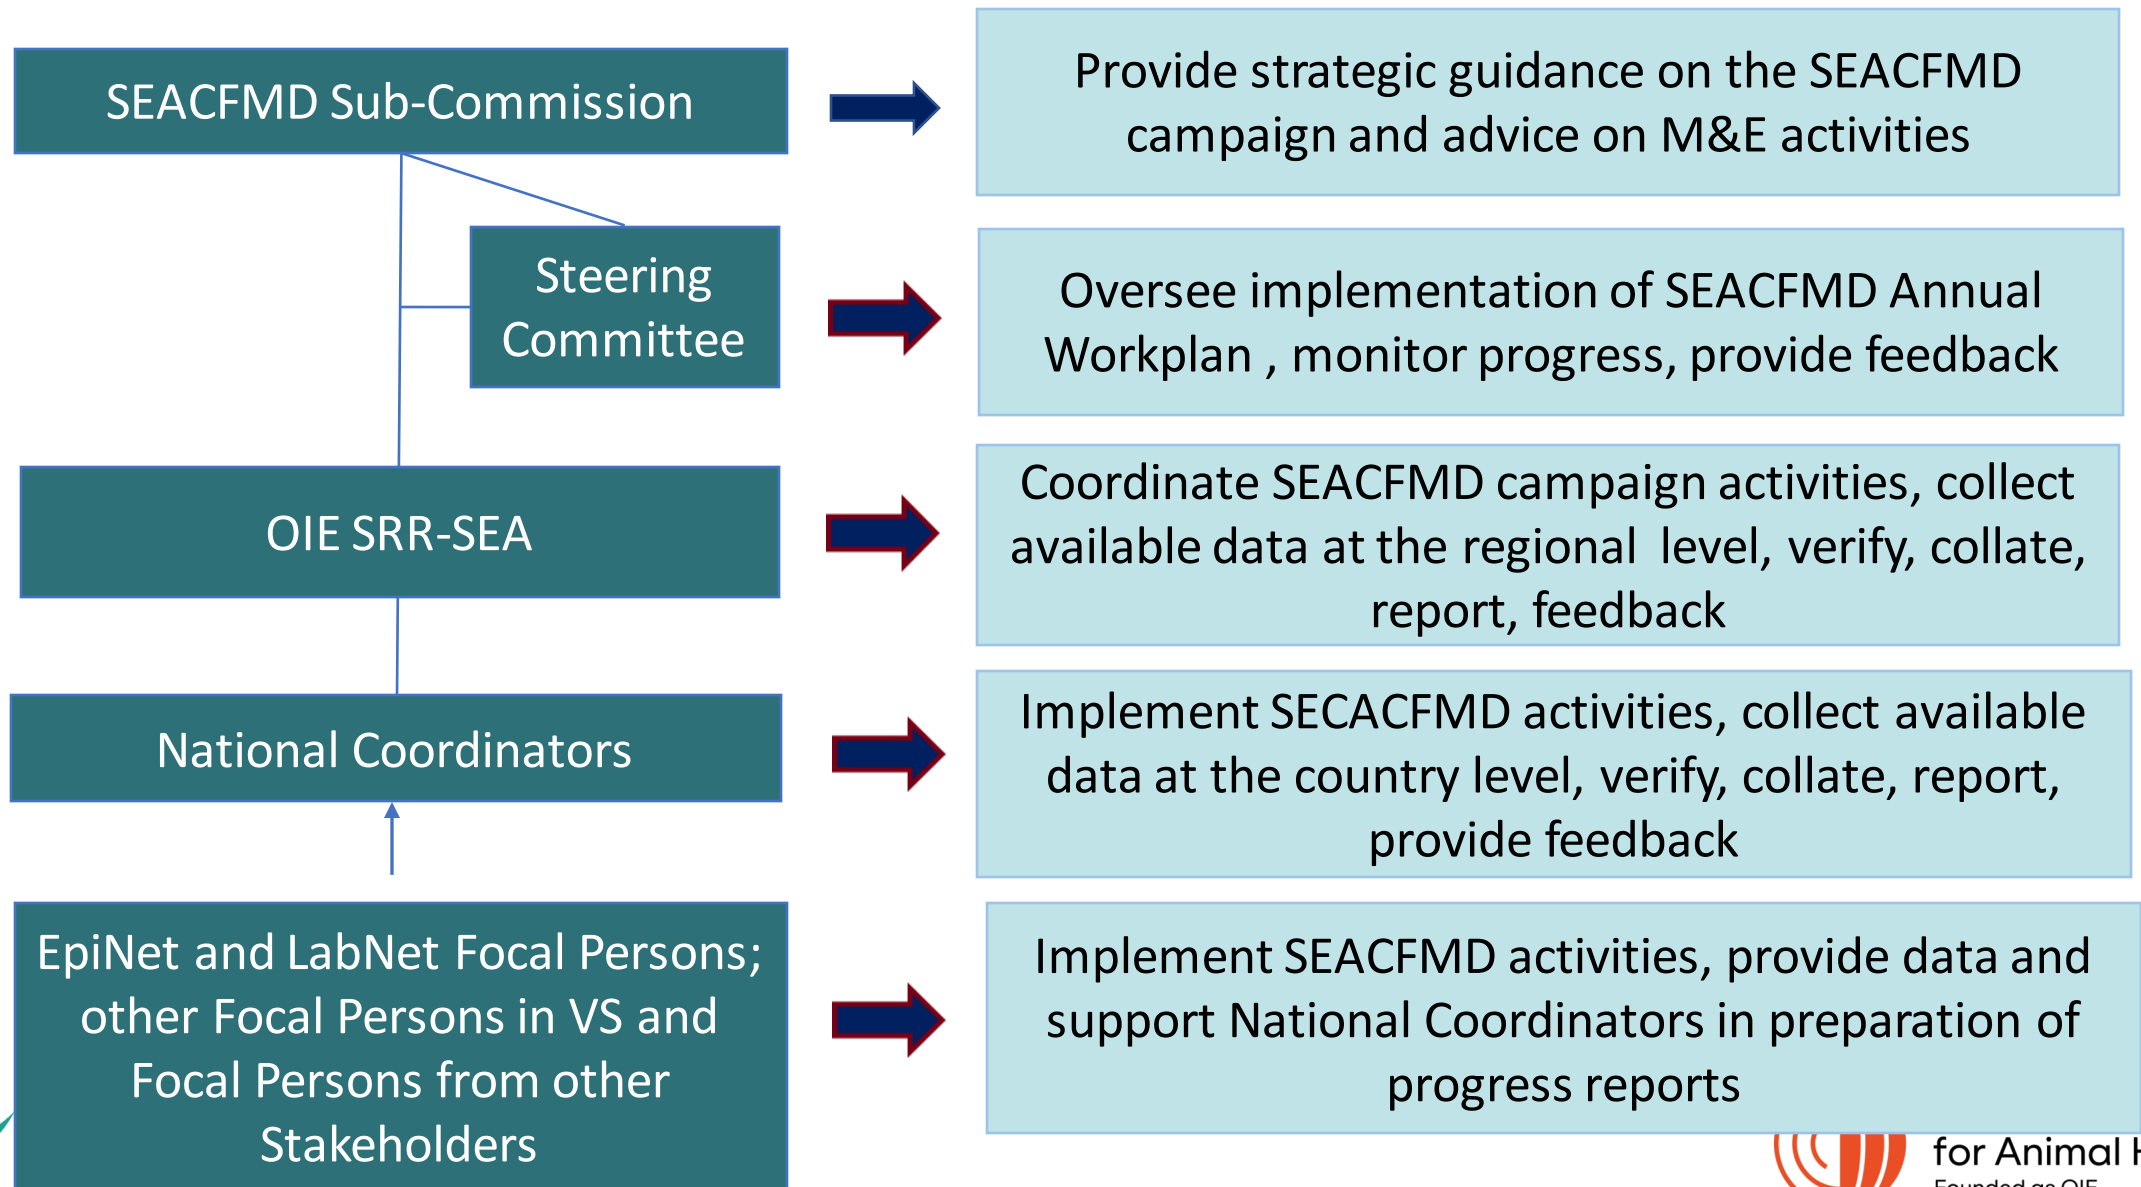 SEACFMD Sub-Commission
Provide strategic guidance on the SEACFMD
campaign and advice on M&E activities
Steering
Committee
Oversee implementation of SEACFMD Annual
Workplan , monitor progress, provide feedback
OIE SRR-SEA
Coordinate SEACFMD campaign activities, collect
available data at the regional level, verify, collate,
report, feedback
National Coordinators
Implement SECACFMD activities, collect available
data at the country level, verify, collate, report,
provide feedback
EpiNet and LabNet Focal Persons;
other Focal Persons in VS and
Focal Persons from other
Stakeholders
Implement SEACFMD activities, provide data and
support National Coordinators in preparation of
progress reports
for Animal H
Founded as OIE